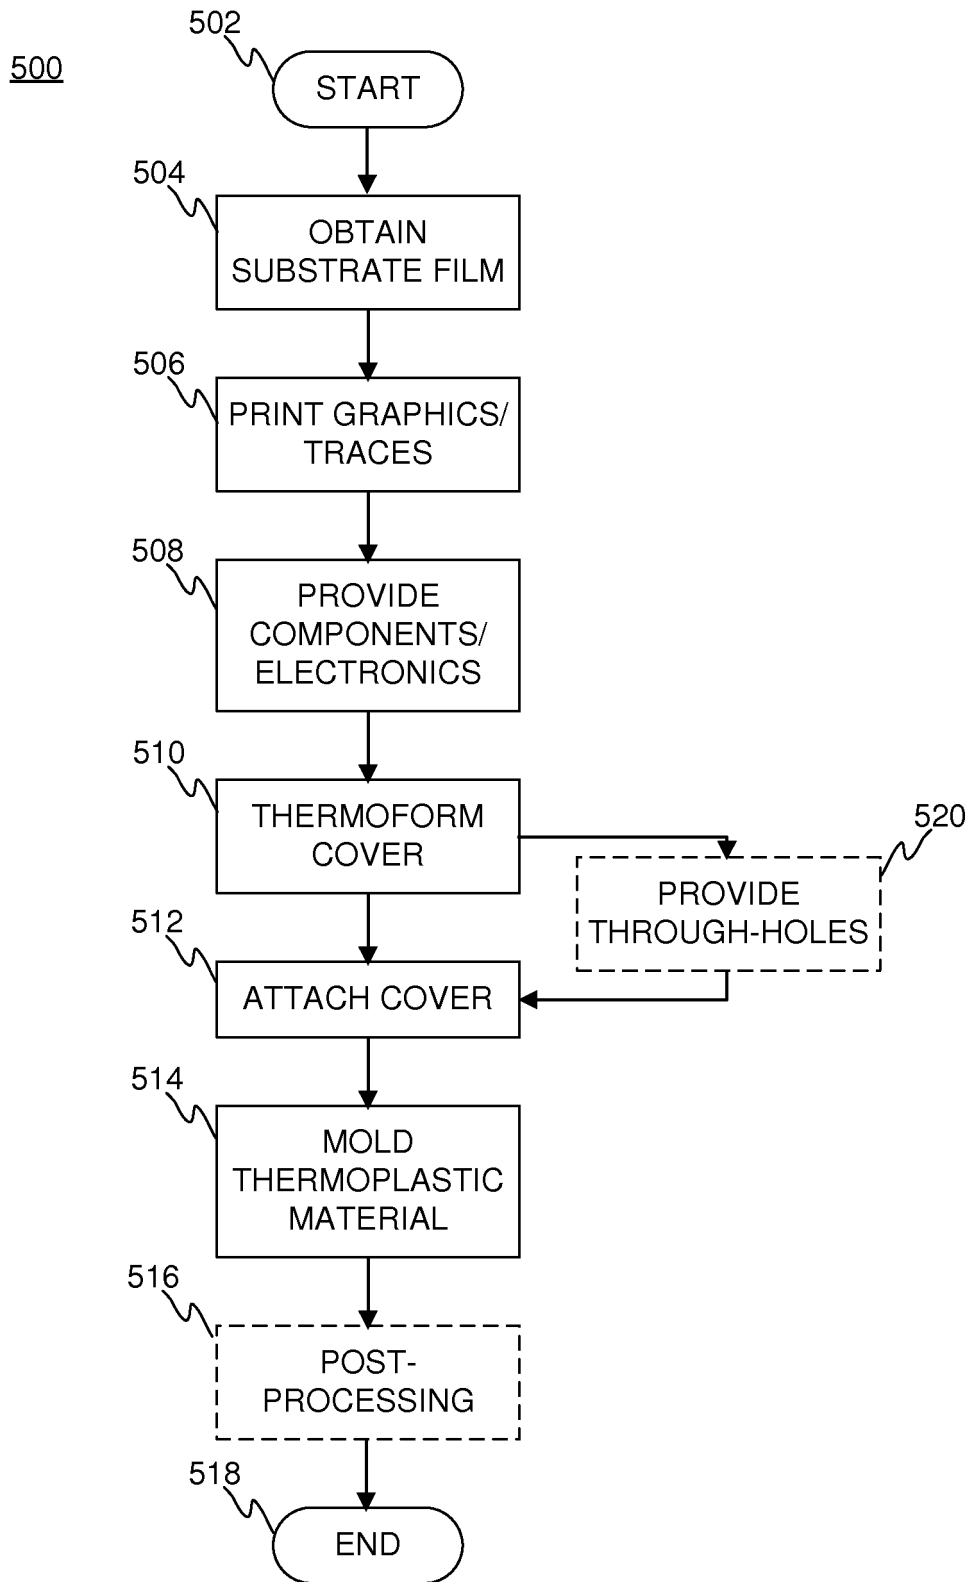 502
500
START
504
OBTAIN
SUBSTRATE FILM
506
PRINT GRAPHICS/
TRACES
508
PROVIDE
COMPONENTS/
ELECTRONICS
510
THERMOFORM
COVER
520
PROVIDE
THROUGH-HOLES
512
ATTACH COVER
514
MOLD
THERMOPLASTIC
MATERIAL
516
POST-
PROCESSING
518
END